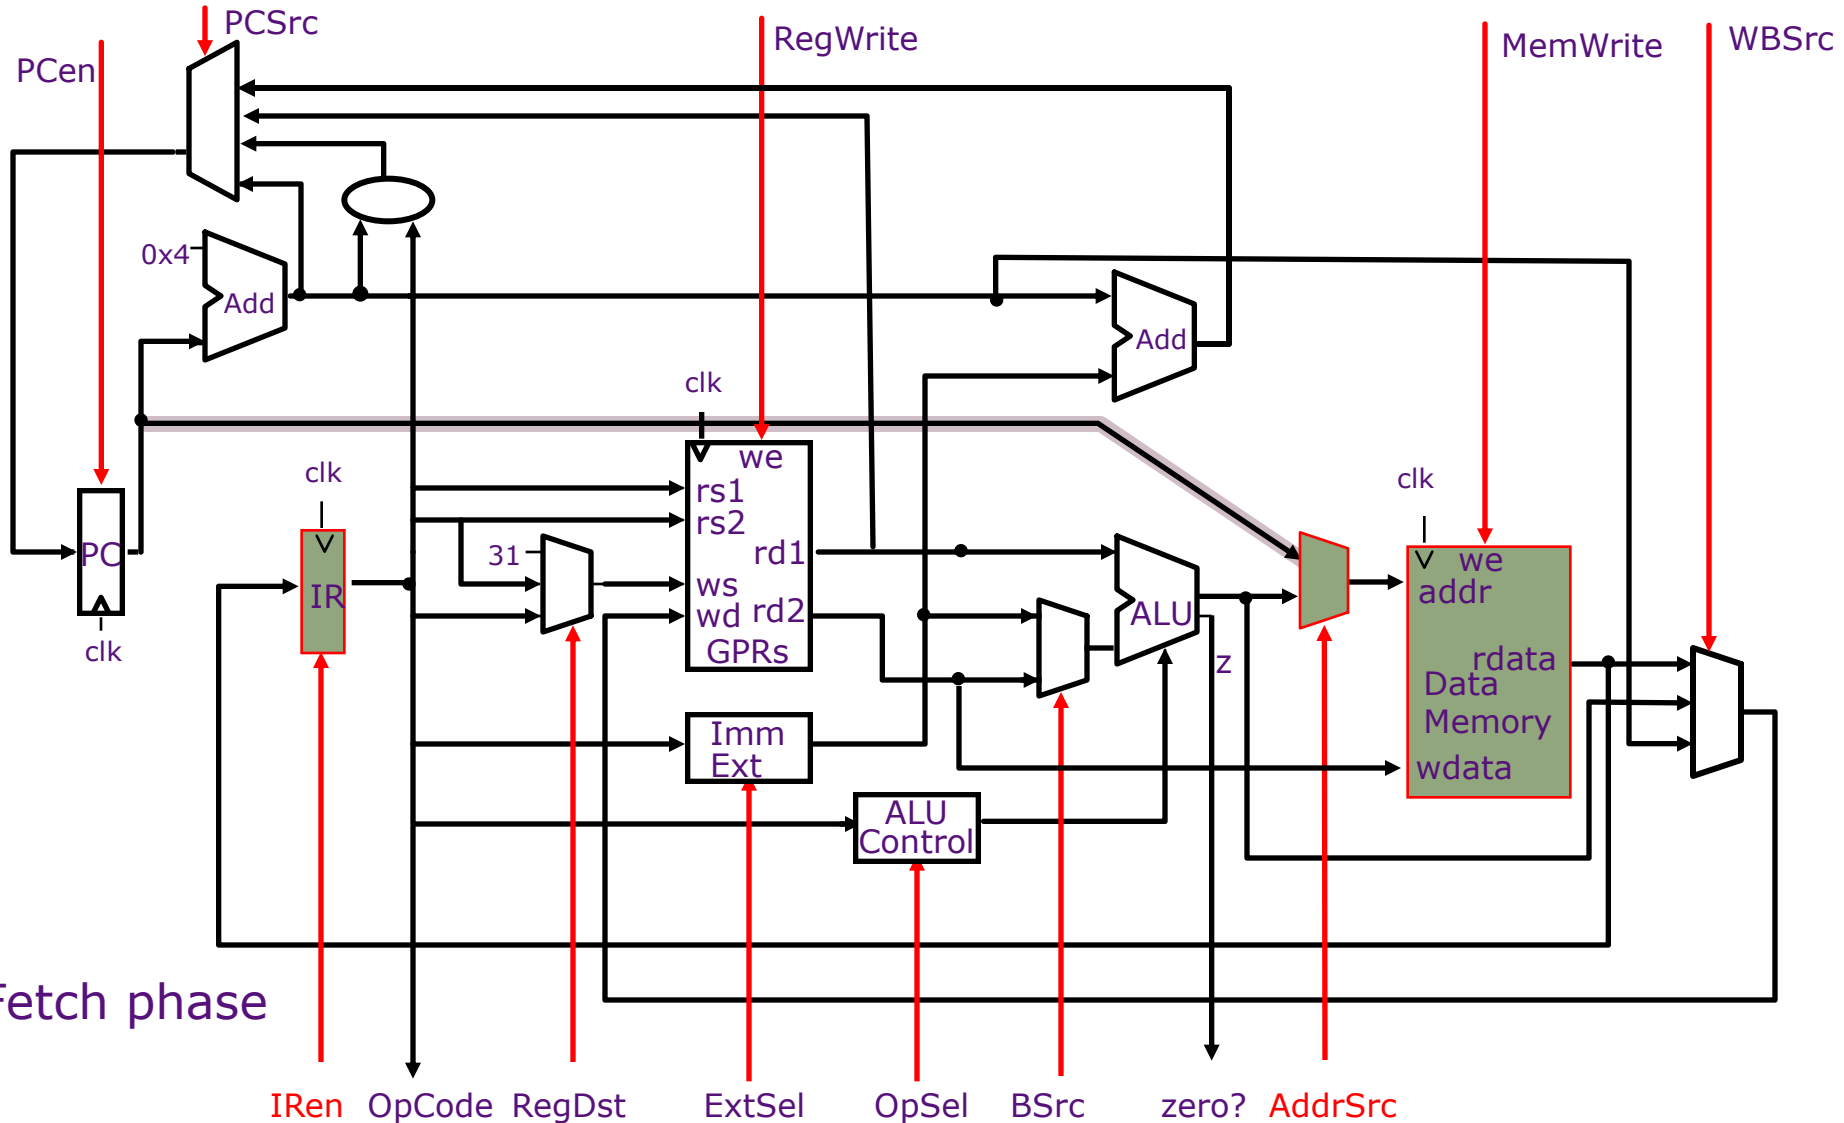 PCSrc
RegWrite
MemWrite
WBSrc
PCen
0x4
Add
Add
clk
we
rs1
rs2
rd1
ws
wd rd2
GPRs
clk
IR
PC
clk
31
ALU
z
clk
we
addr
rdata
Data
Memory
wdata
Imm
Ext
ALU
Control
Fetch phase
IRen OpCode RegDst ExtSel OpSel BSrc zero? AddrSrc